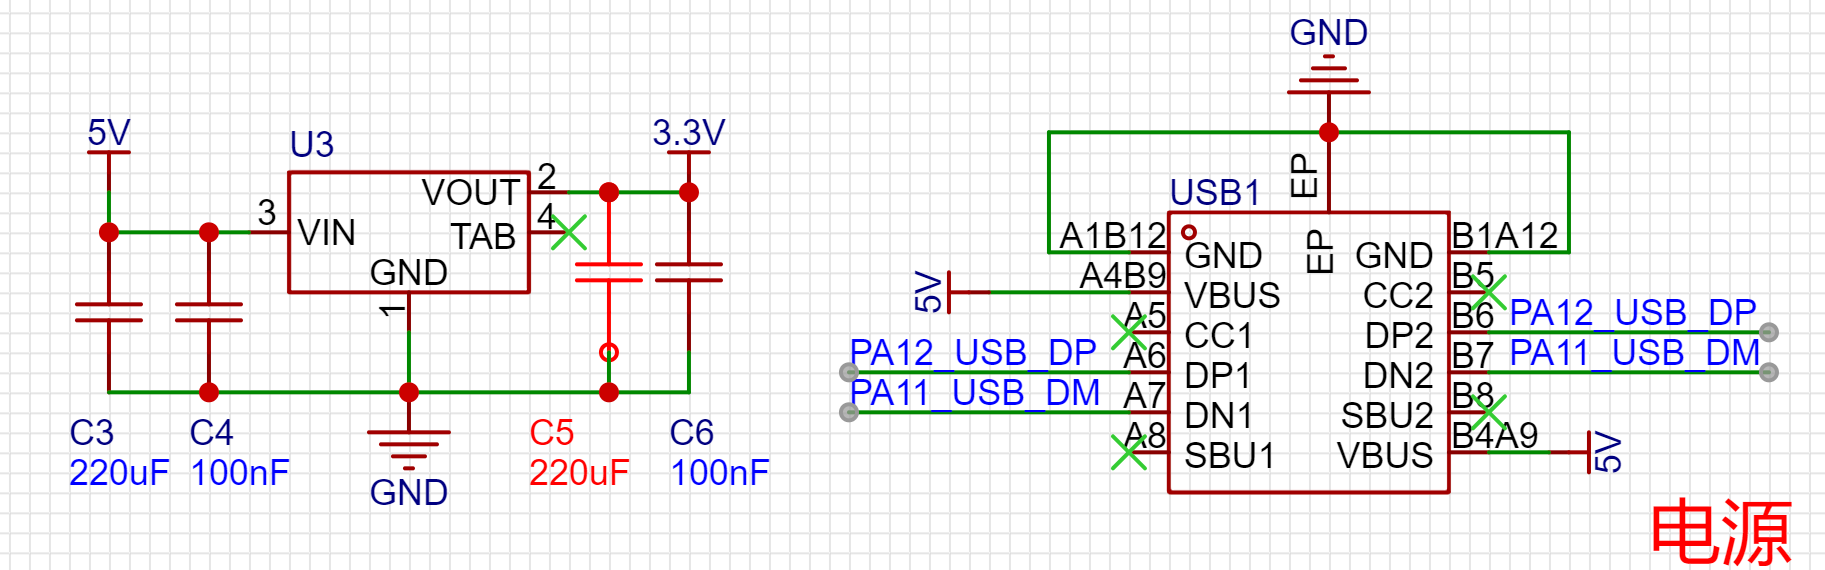 5V
U3
3
VIN
VOUT
2
TAB
4
GND
1
3.3V
C3
220uF
C4
100nF
GND
C5
220uF
C6
100nF
GND
EP
USB1
EP
A1B12
GND
GND
B1A12
5V
A4B9
VBUS
CC2
B5
A5
CC1
DP2
B6
PA12_USB_DP
PA12_USB_DP
A6
DP1
DN2
B7
PA11_USB_DM
PA11_USB_DM
A7
DN1
SBU2
B8
A8
SBU1
VBUS
B4A9
5V
电源